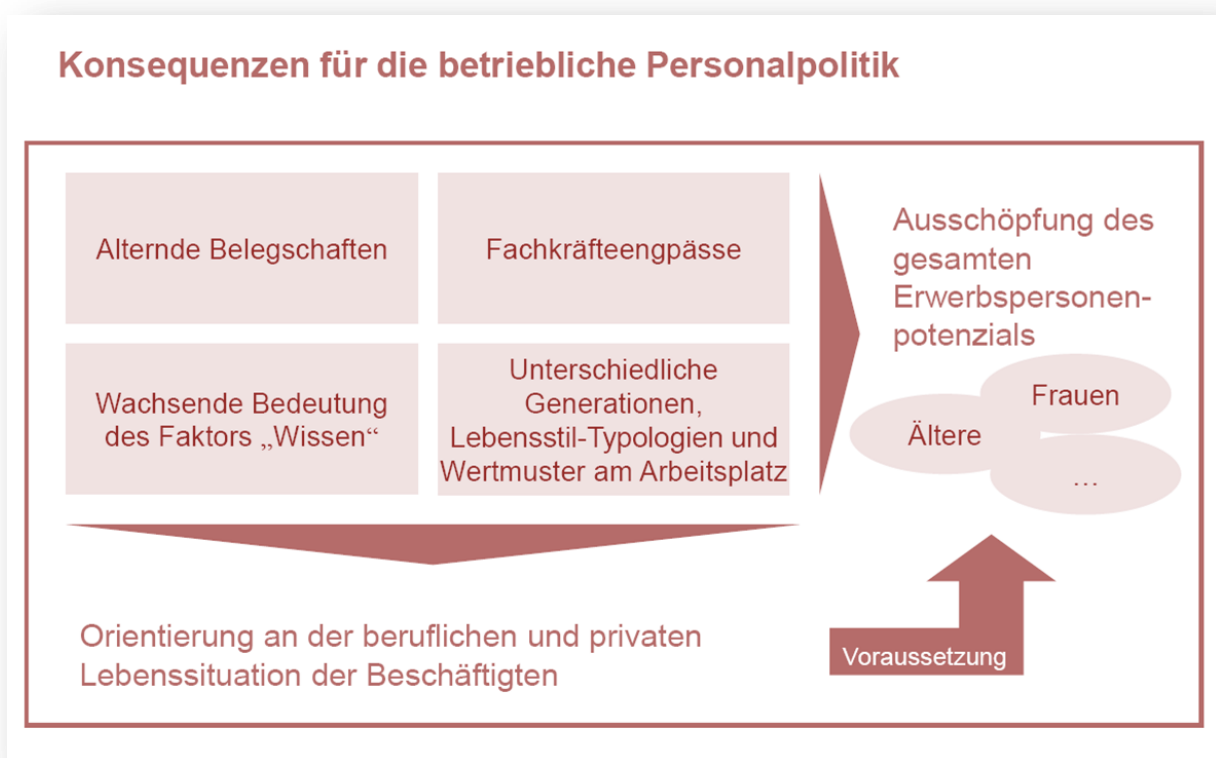 Konsequenzen für die betriebliche Personalpolitik
Alternde Belegschaften
Fachkräfteengpässe
Wachsende Bedeutung
des Faktors „Wissen“
Unterschiedliche
Generationen,
Lebensstil-Typologien und
Wertmuster am Arbeitsplatz
Ausschöpfung des
gesamten
Erwerbspersonen-
potenzials
Frauen
Ältere
...
Orientierung an der beruflichen und privaten
Lebenssituation der Beschäftigten
Voraussetzung